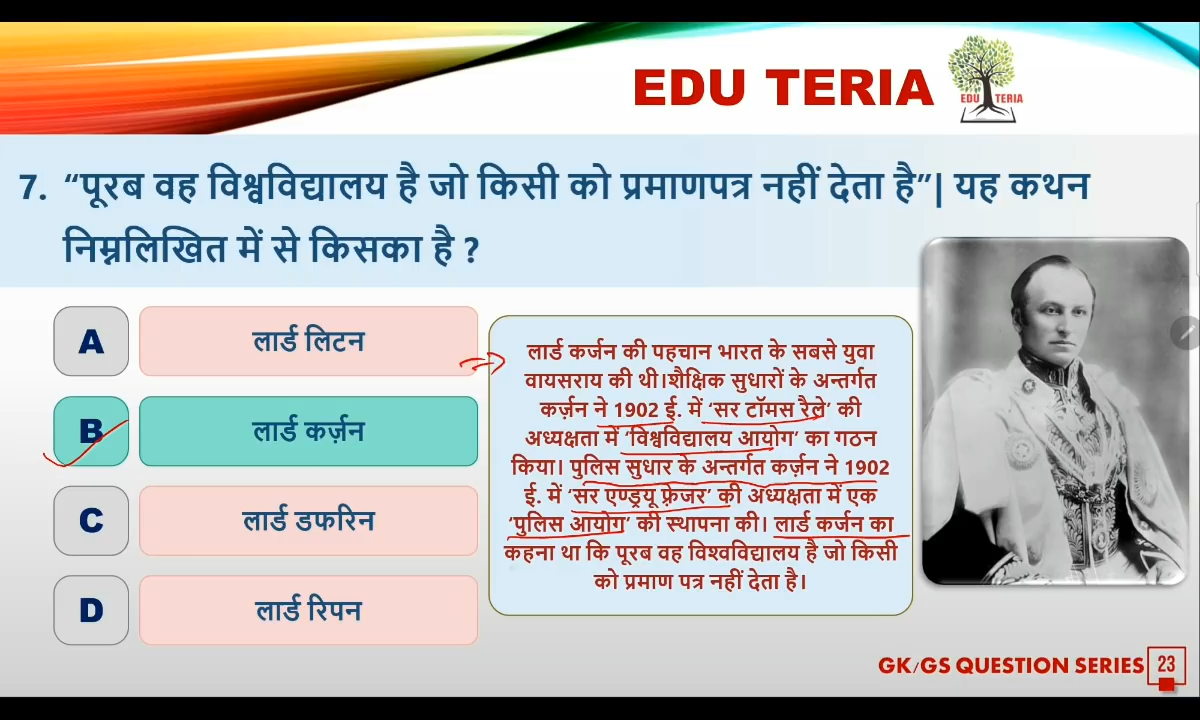 EDU TERIA
EDU TERIA
7. “पूरब वह विश्वविद्यालय है जो किसी को प्रमाणपत्र नहीं देता है”| यह कथन
निम्नलिखित में से किसका है ?
A लार्ड लिटन
B लार्ड कर्ज़न
C लार्ड डफरिन
D लार्ड रिपन
लार्ड कर्जन की पहचान भारत के सबसे युवा
वायसराय की थी।शैक्षिक सुधारों के अन्तर्गत
कर्ज़न ने 1902 ई. में ‘सर टॉमस रैले’ की
अध्यक्षता में ‘विश्वविद्यालय आयोग’ का गठन
किया। पुलिस सुधार के अन्तर्गत कर्ज़न ने 1902
ई. में ‘सर एण्ड्रयू फ़्रेजर’ की अध्यक्षता में एक
‘पुलिस आयोग’ की स्थापना की। लार्ड कर्जन का
कहना था कि पूरब वह विश्वविद्यालय है जो किसी
को प्रमाण पत्र नहीं देता है।
GK/GS QUESTION SERIES 23